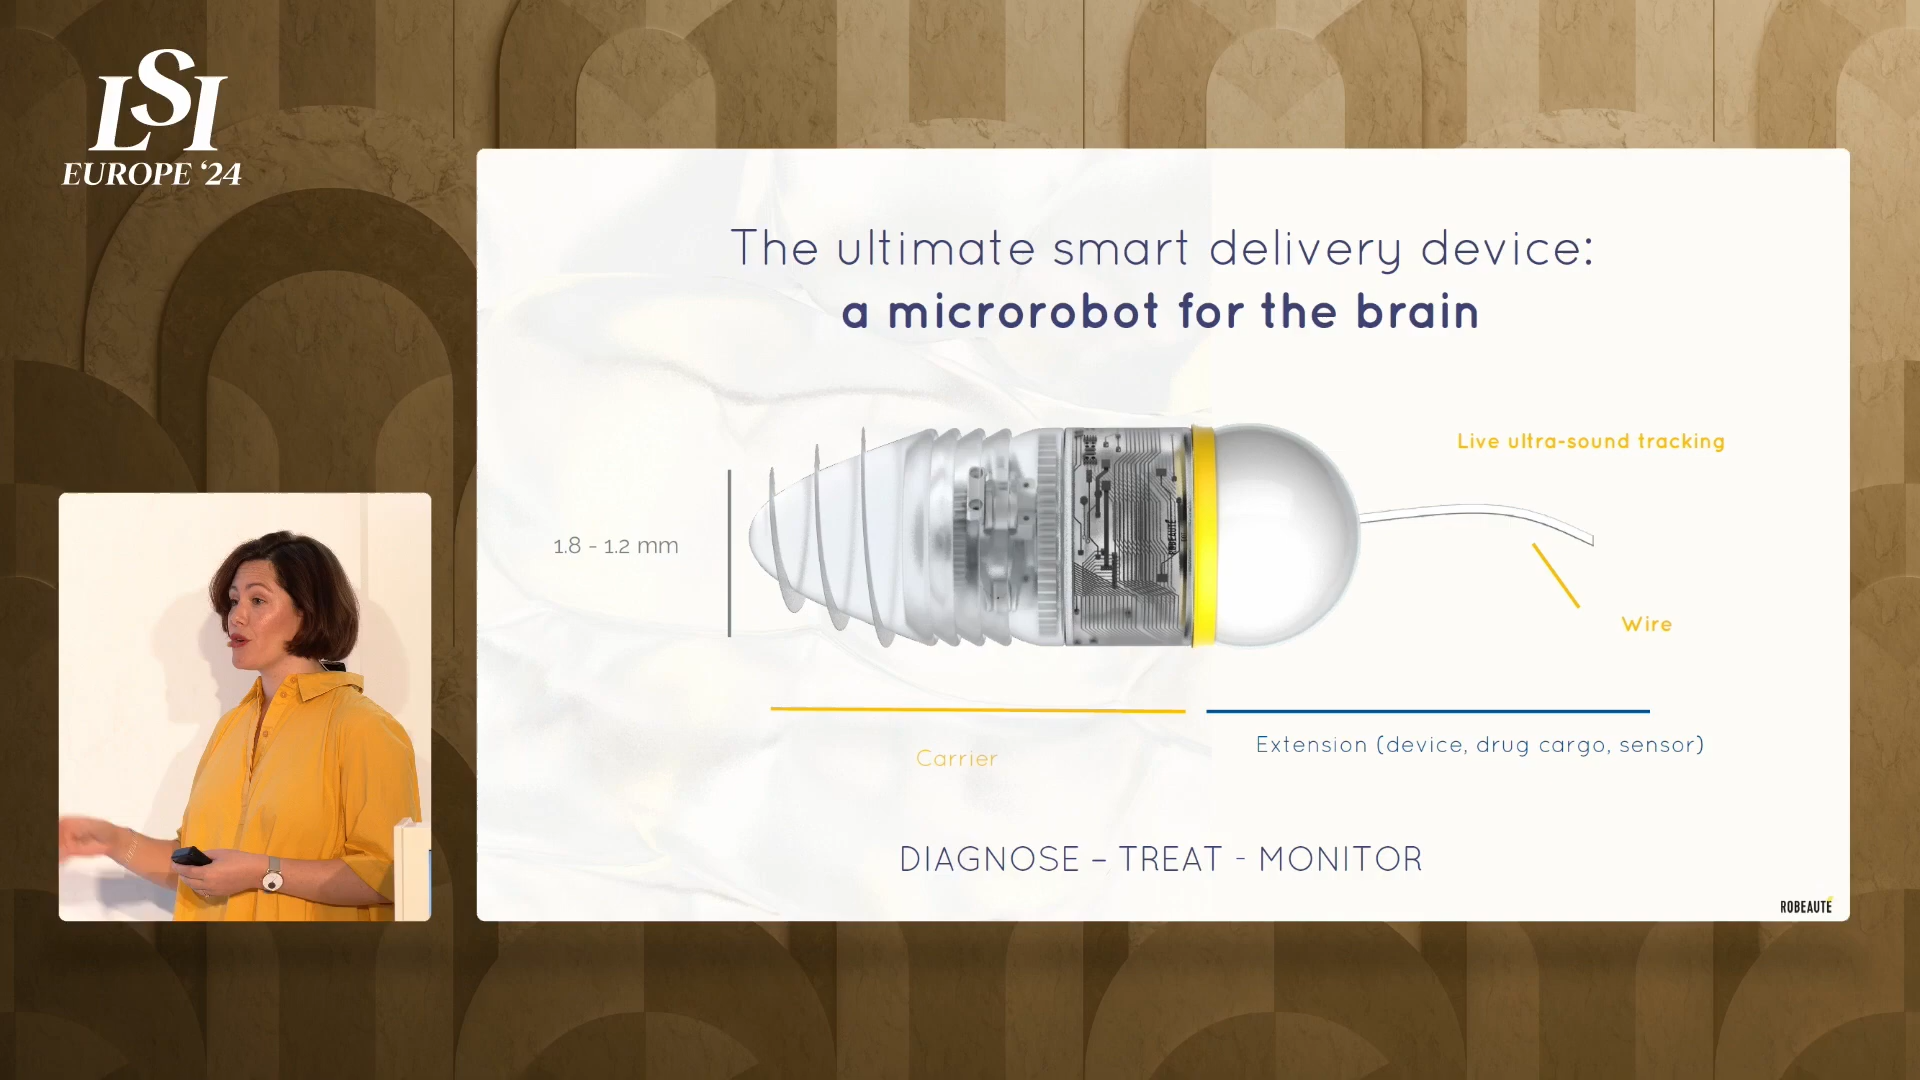 LSI
EUROPE '24
The ultimate smart delivery device:
a microrobot for the brain
Live ultra-sound tracking
1.8 - 1.2 mm
ROBEAUTÉ
Wire
Carrier
Extension (device, drug cargo, sensor)
DIAGNOSE – TREAT - MONITOR
ROBEAUTÉ